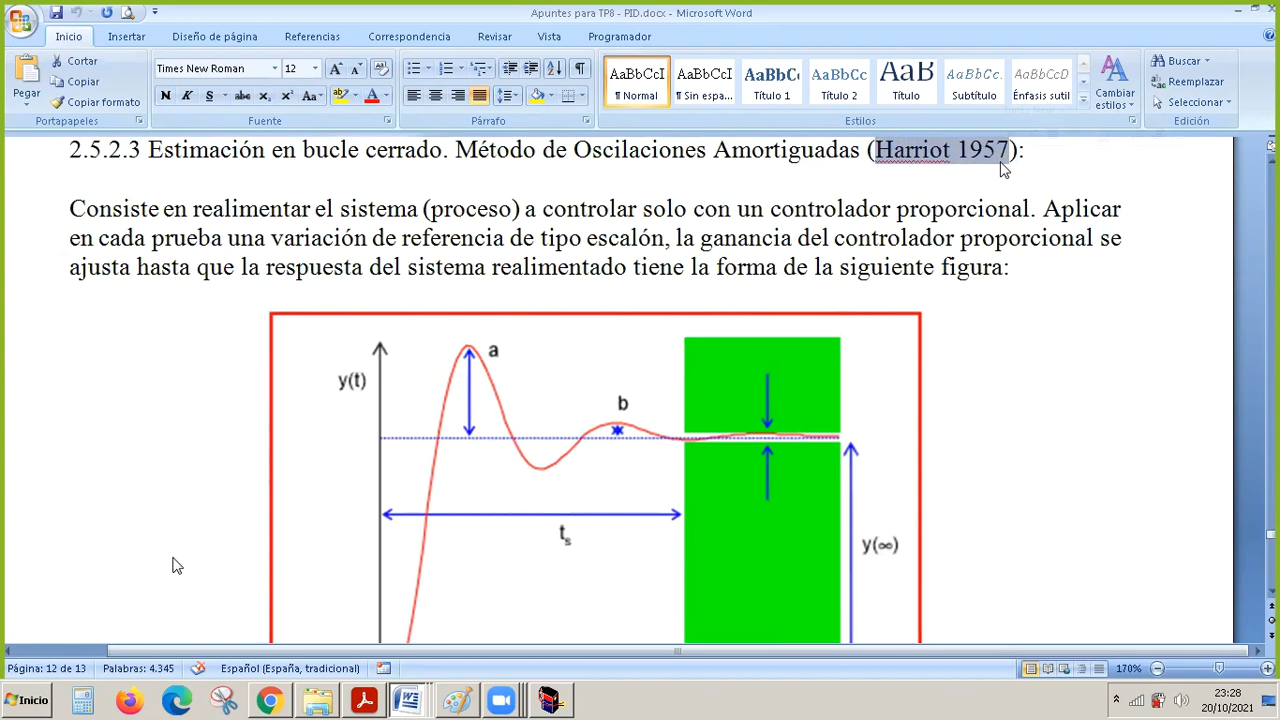 Apuntes para TP8 - PID.docx - Microsoft Word
Inicio Insertar Diseño de página Referencias Correspondencia Revisar Vista Programador
Pegar
Cortar
Copiar
Copiar formato
Portapapeles
Times New Roman 12
N K S abe x₂ x² Aa
Fuente
Párrafo
AaBbCcI AaBbCcI AaBbC AaBbCc AaB AaBbCc. AaBbCcI
¶ Normal ¶ Sin espa... Título 1 Título 2 Título Subtítulo Énfasis sutil
Cambiar estilos
Estilos
Buscar
Reemplazar
Seleccionar
Edición
2.5.2.3 Estimación en bucle cerrado. Método de Oscilaciones Amortiguadas (Harriot 1957):
Consiste en realimentar el sistema (proceso) a controlar solo con un controlador proporcional. Aplicar
en cada prueba una variación de referencia de tipo escalón, la ganancia del controlador proporcional se
ajusta hasta que la respuesta del sistema realimentado tiene la forma de la siguiente figura:
a
y(t)
b
ts
y(∞)
Página: 12 de 13 Palabras: 4.345 Español (España, tradicional) 170%
Inicio
23:28
20/10/2021